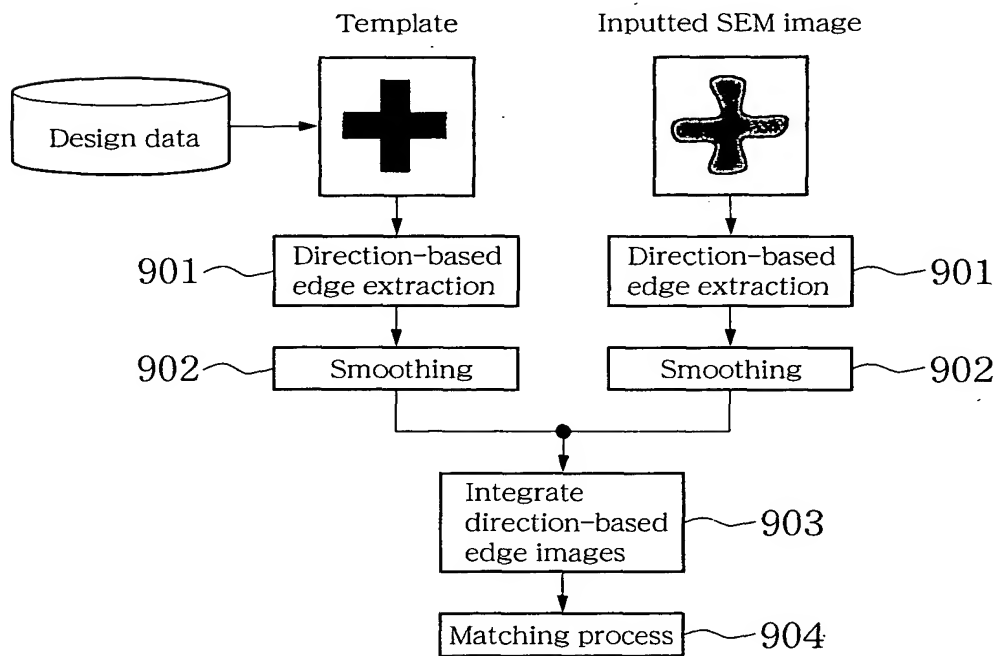 Template
Inputted SEM image
Design data
901
Direction-based
edge extraction
Direction-based
edge extraction
901
902
Smoothing
Smoothing
902
Integrate
direction-based
edge images
903
Matching process
904